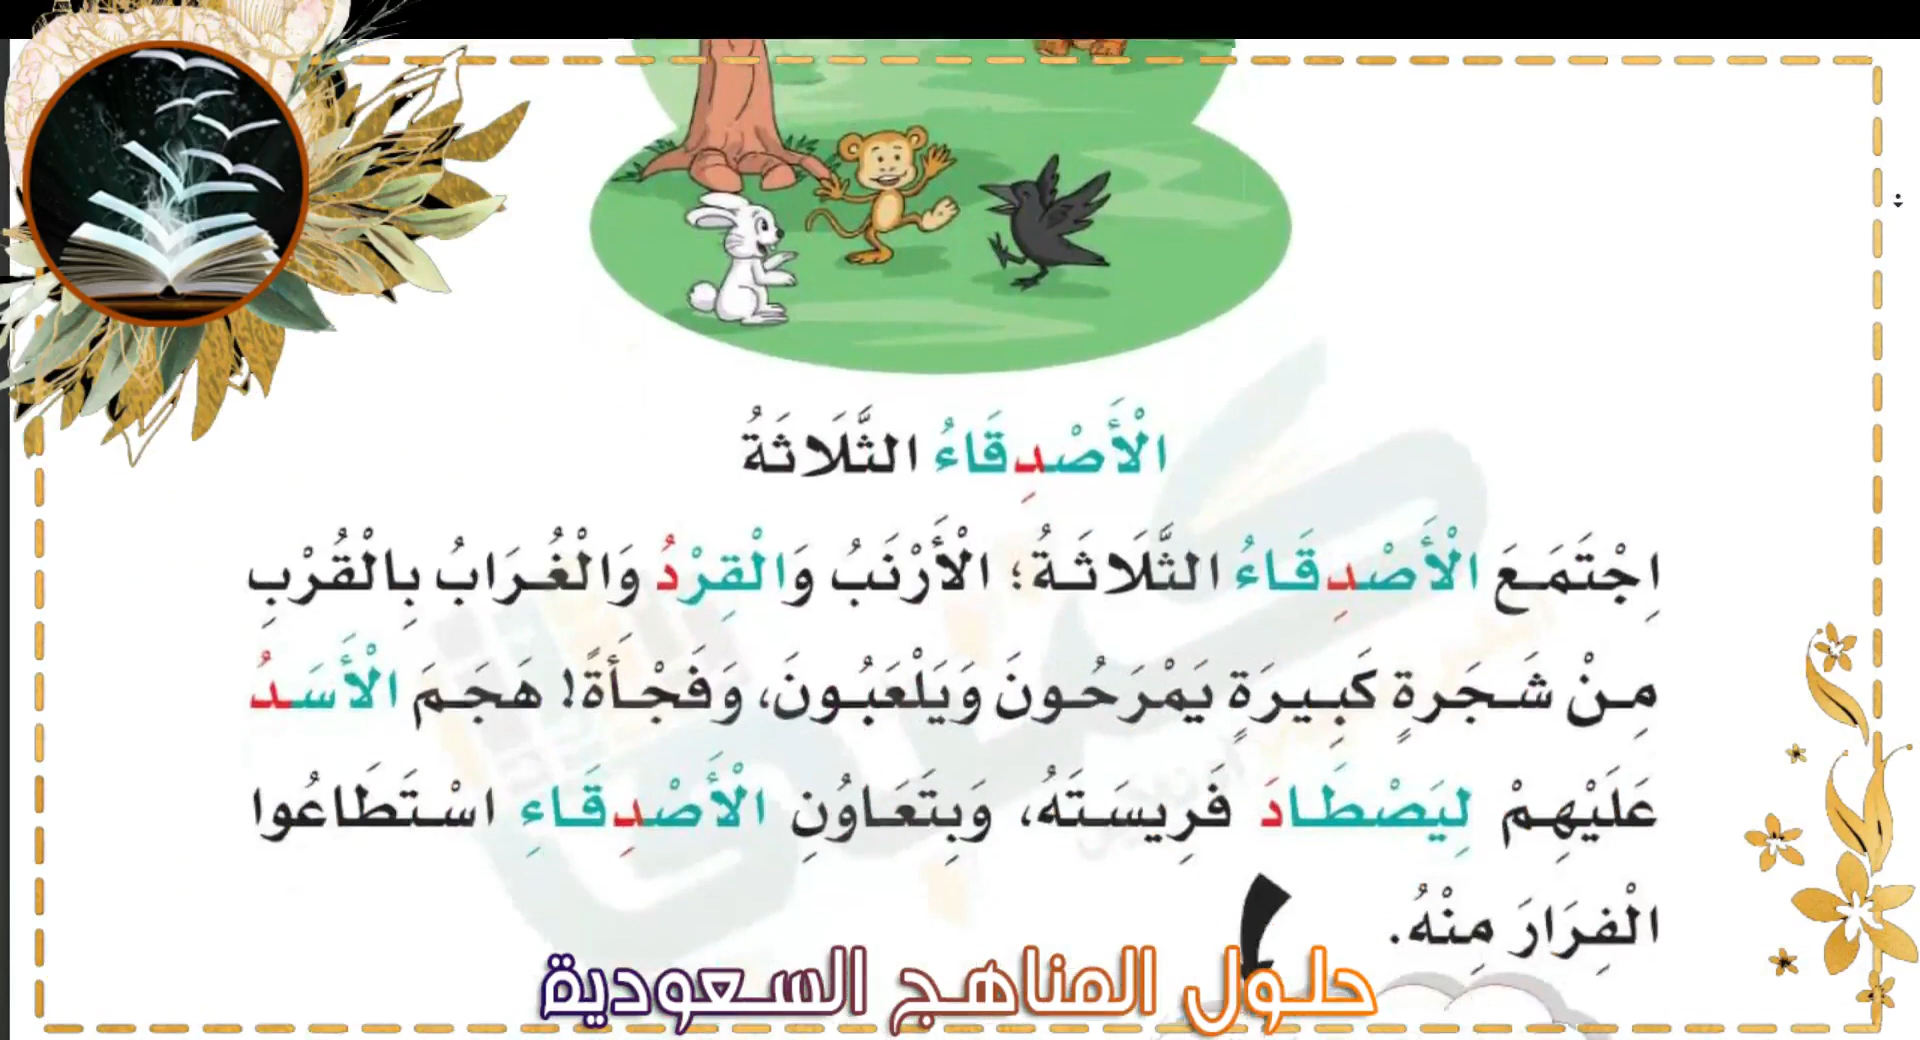 الْأَصْدِقَاءُ الثَّلَاثَةُ
اِجْتَمَعَ الْأَصْدِقَاءُ الثَّلَاثَةُ؛ الْأَرْنَبُ وَالْقِرْدُ وَالْغُرَابُ بِالْقُرْبِ
مِنْ شَجَرةٍ كَبِيرَةٍ يَمْرَحُونَ وَيَلْعَبُونَ، وَفَجْأَةً! هَجَمَ الْأَسَدُ
عَلَيْهِمْ لِيَصْطَادَ فَرِيسَتَهُ، وَبِتَعَاوُنِ الْأَصْدِقَاءِ اسْتَطَاعُوا
الْفِرَارَ مِنْهُ.
حلول المناهج السعودية